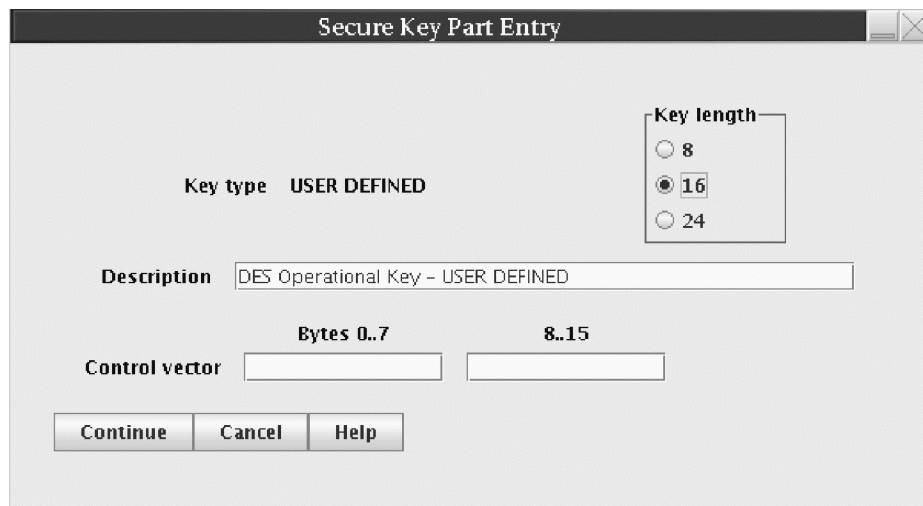 Secure Key Part Entry
Key length
8
Key type USER DEFINED
16
24
Description DES Operational Key – USER DEFINED
Bytes 0..7 8..15
Control vector
Continue Cancel Help